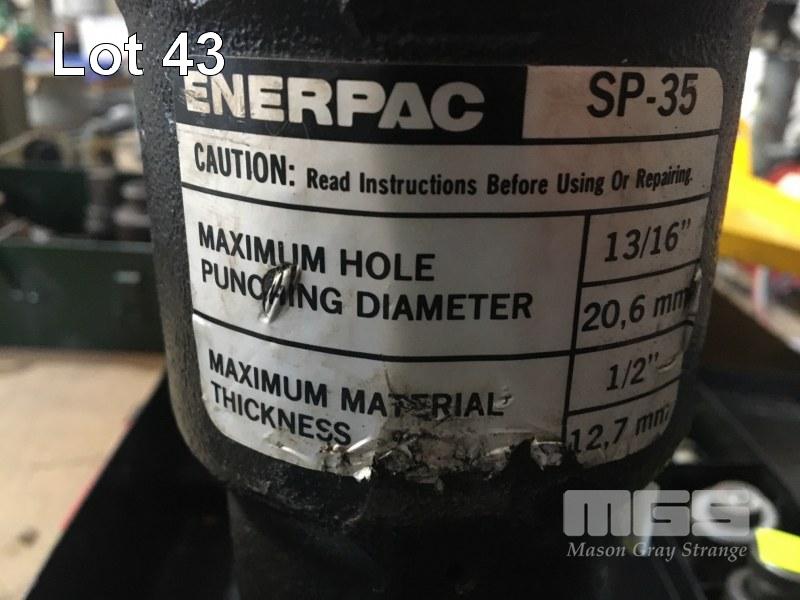 Lot 43
ENERPAC SP-35
CAUTION: Read Instructions Before Using Or Repairing.
MAXIMUM HOLE
PUNCHING DIAMETER
13/16"
20,6 mm
MAXIMUM MATERIAL
THICKNESS
1/2"
12,7 mm
MGS
Mason Gray Strange